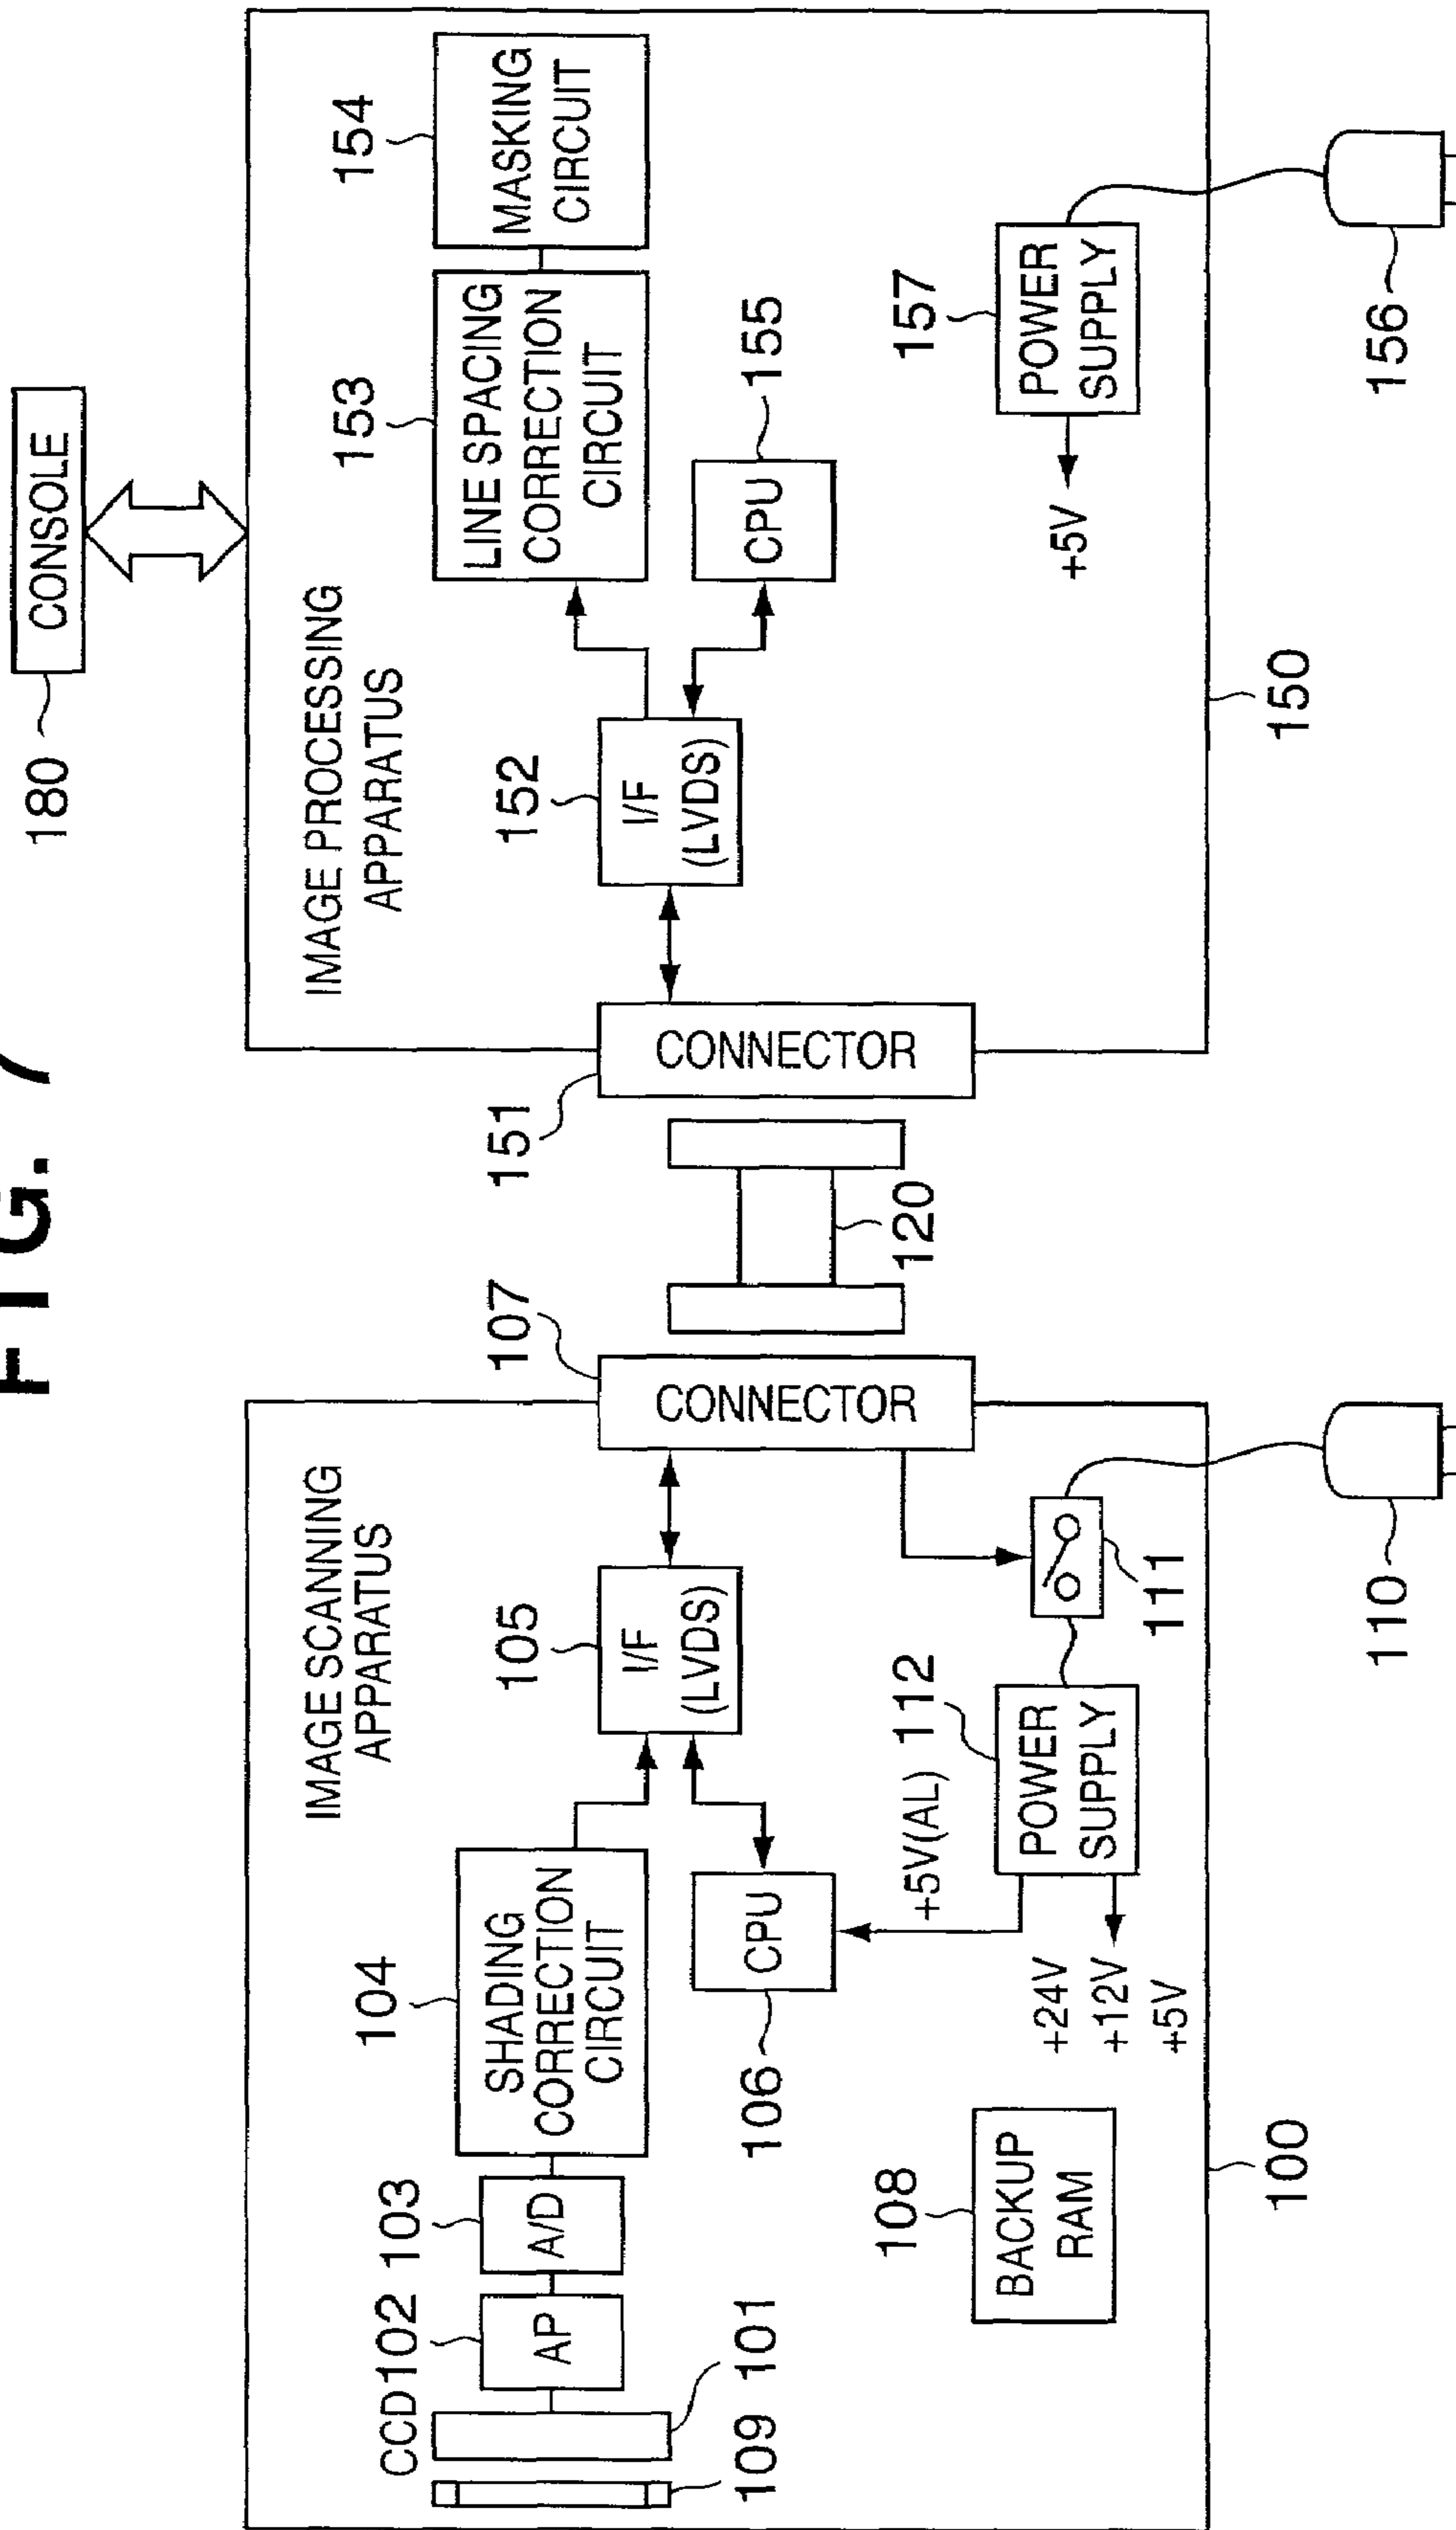 FIG. 7
180
CONSOLE
IMAGE SCANNING
APPARATUS
CCD
102
AP
103
A/D
104
SHADING
CORRECTION
CIRCUIT
105
I/F
(LVDS)
107
CONNECTOR
109
101
106
CPU
+5V(AL)
112
POWER
SUPPLY
111
+24V
+12V
+5V
108
BACKUP
RAM
100
110
120
IMAGE PROCESSING
APPARATUS
151
CONNECTOR
152
I/F
(LVDS)
153
LINE SPACING
CORRECTION
CIRCUIT
154
MASKING
CIRCUIT
CPU
155
157
POWER
SUPPLY
+5V
150
156